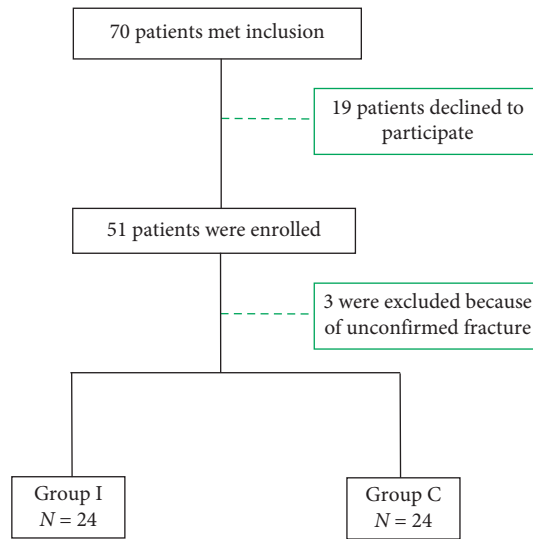 70 patients met inclusion
19 patients declined to
participate
51 patients were enrolled
3 were excluded because
of unconfirmed fracture
Group I
N = 24
Group C
N = 24